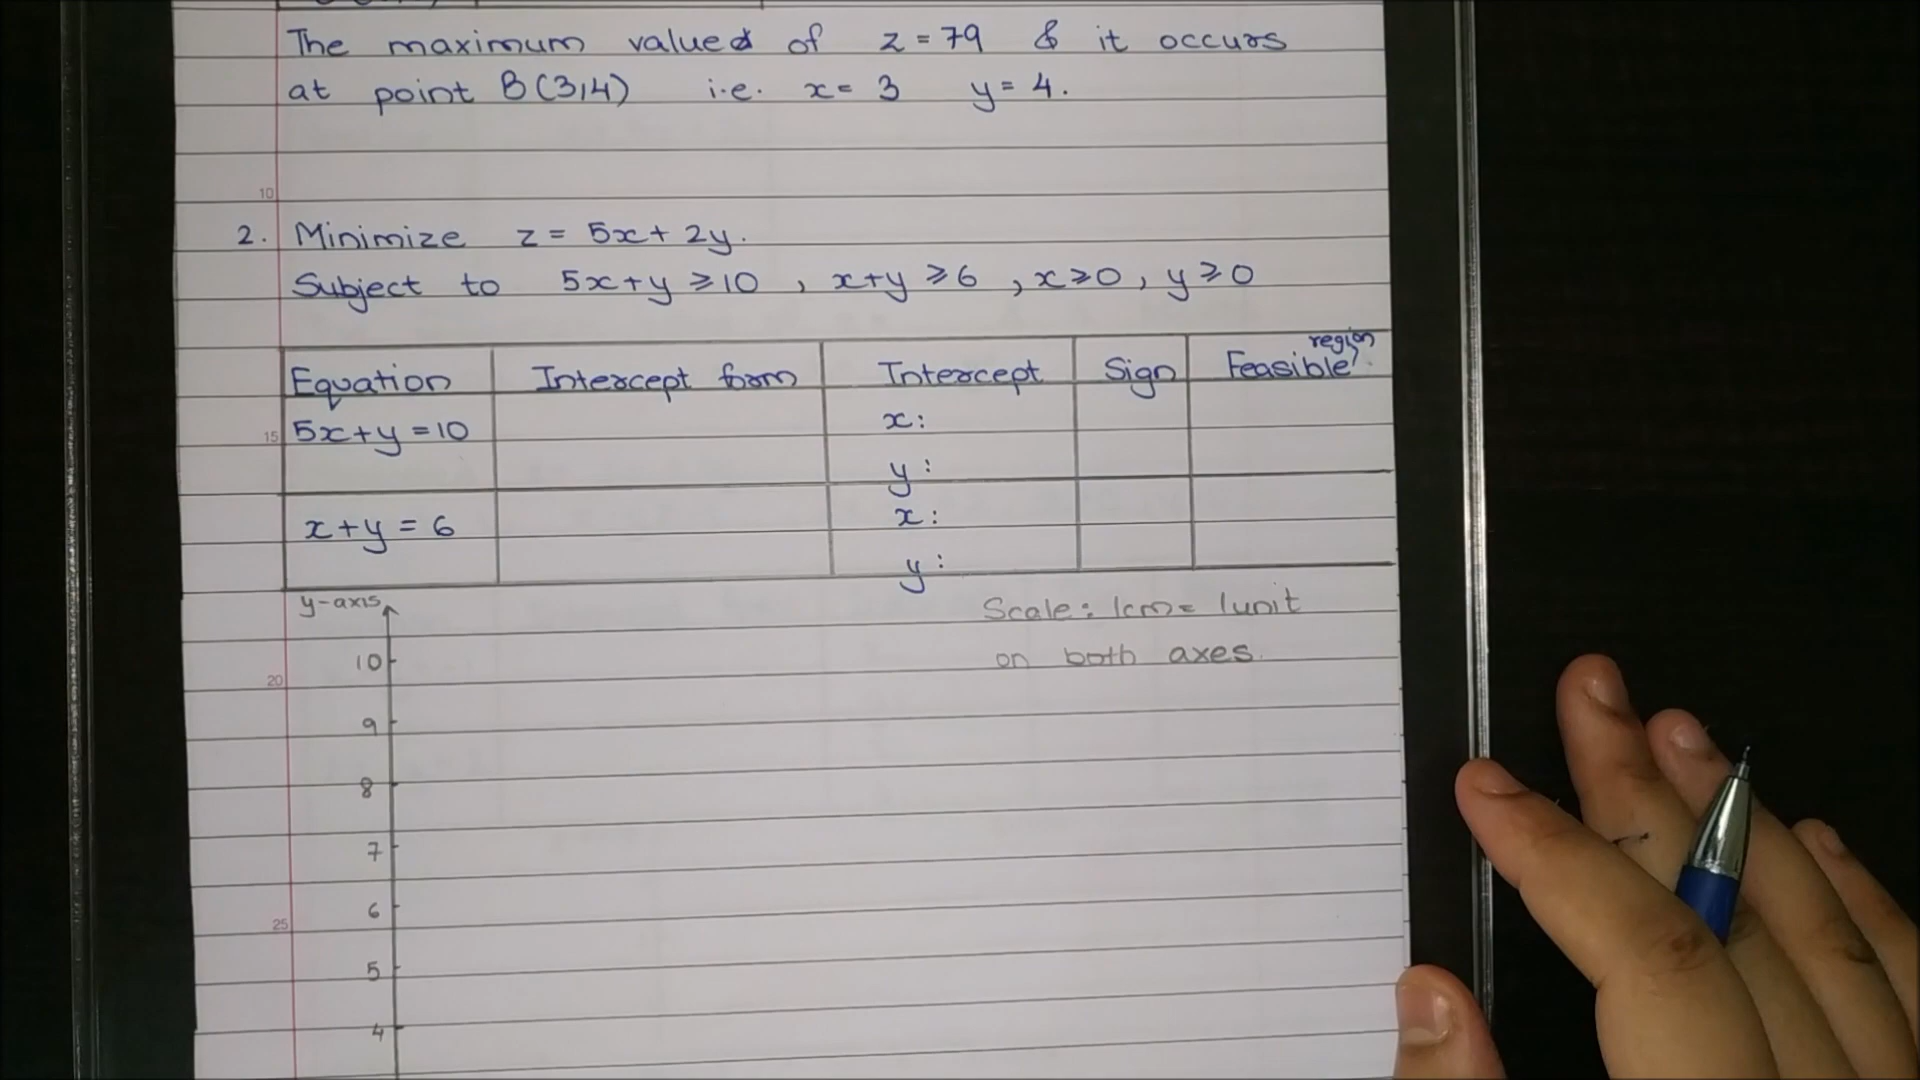 The maximum value of z = 79 & it occurs
at point B(3,4) i.e. x = 3 y = 4.
10
2. Minimize z = 5x + 2y.
Subject to 5x+y ⩾ 10 , x+y ⩾ 6 , x ⩾ 0 , y ⩾ 0
Equation Intercept form Intercept Sign Feasible region
15 5x+y = 10 x:
y:
x+y = 6 x:
y:
y-axis Scale: 1cm = 1unit
10 on both axes.
20
9
8
7
6
25
5
4